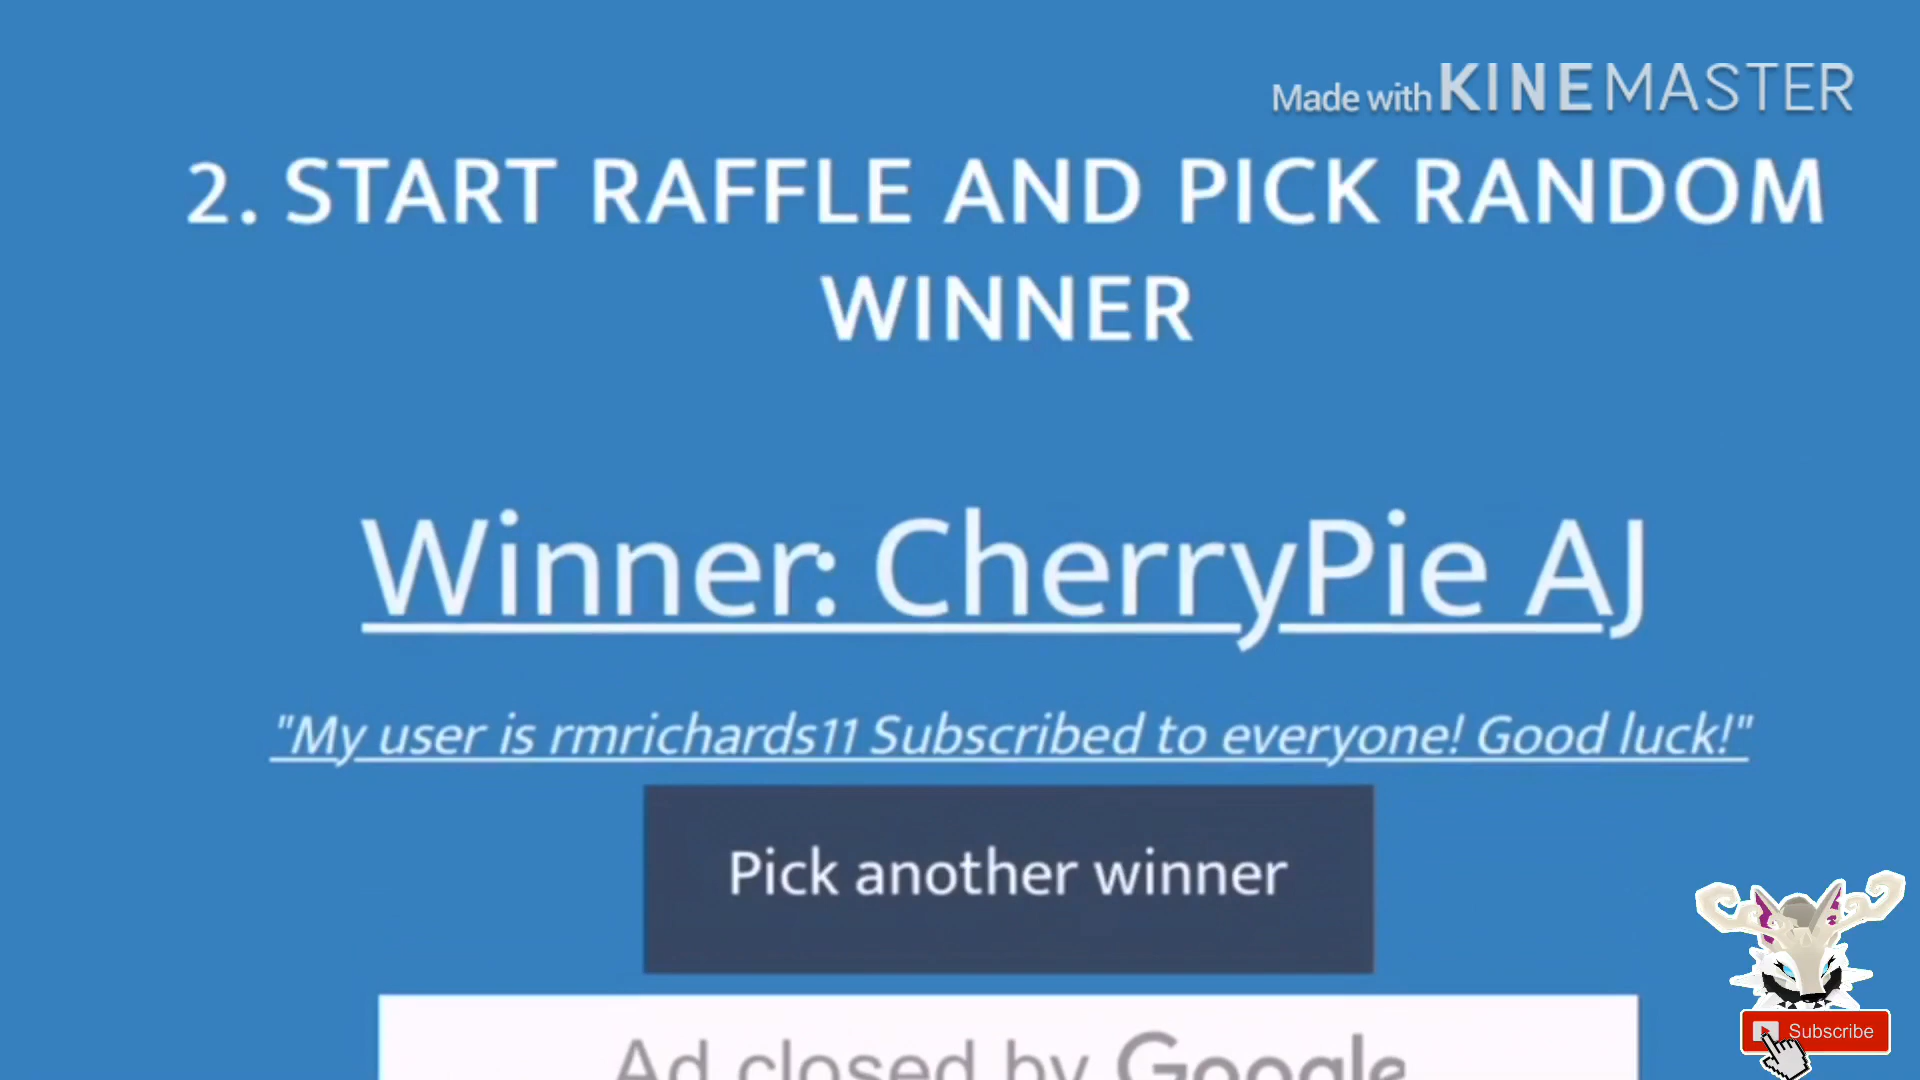 Made with KINEMASTER
2. START RAFFLE AND PICK RANDOM
WINNER
Winner: CherryPie AJ
"My user is rmrichards11 Subscribed to everyone! Good luck!"
Pick another winner
Ad closed by Google
Subscribe